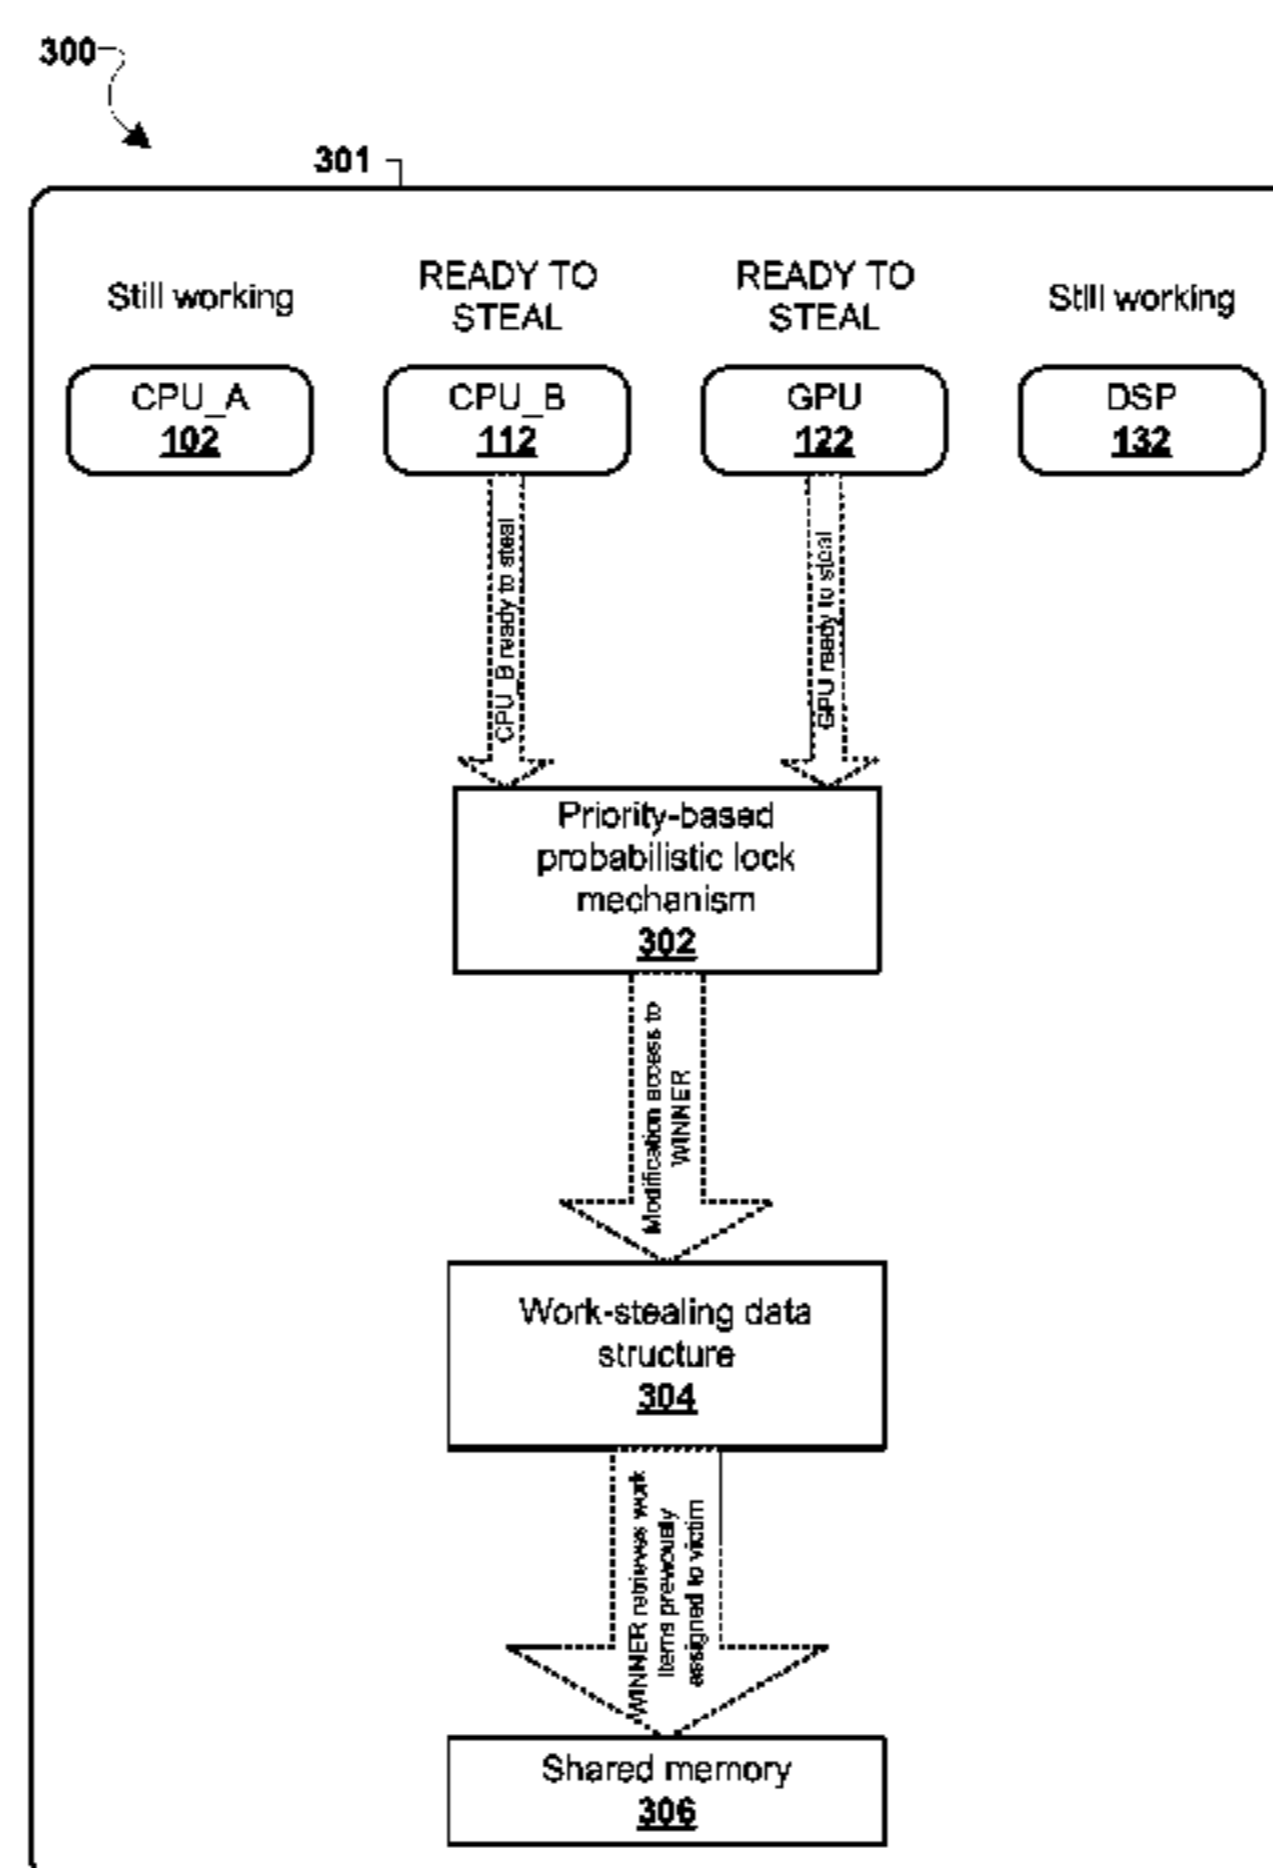 300
301
Still working
READY TO
STEAL
READY TO
STEAL
Still working
CPU_A
102
CPU_B
112
GPU
122
DSP
132
CPU_B ready to steal
GPU ready to steal
Priority-based
probabilistic lock
mechanism
302
Modification access to
WINNER
Work-stealing data
structure
304
WINNER retrieves work
items previously
assigned to victim
Shared memory
306